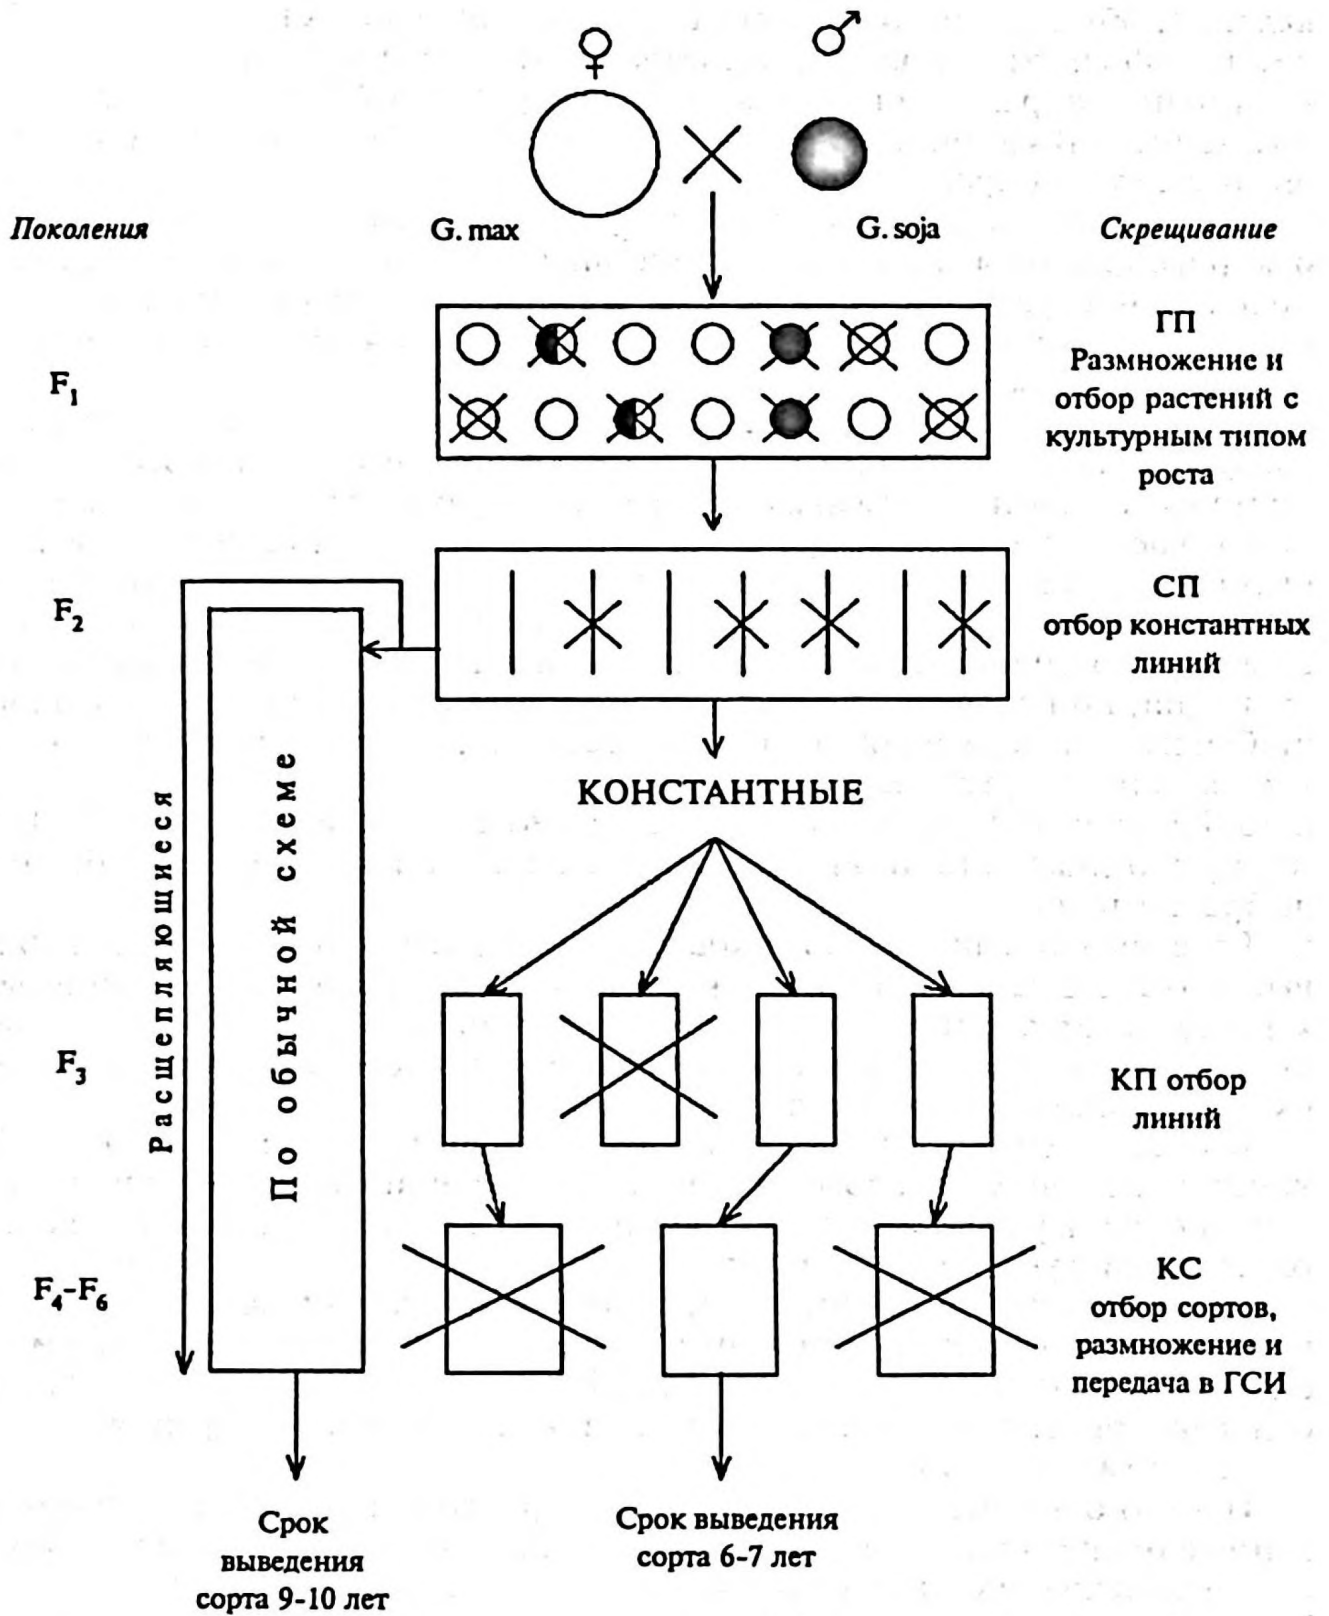 ♀ ♂
Поколения G. max G. soja Скрещивание
ГП
Размножение и
отбор растений с
культурным типом
роста
F₁
СП
отбор константных
линий
F₂
КОНСТАНТНЫЕ
Расщепляющиеся
По обычной схеме
F₃
КП отбор
линий
F₄-F₆
КС
отбор сортов,
размножение и
передача в ГСИ
Срок
выведения
сорта 9-10 лет
Срок выведения
сорта 6-7 лет